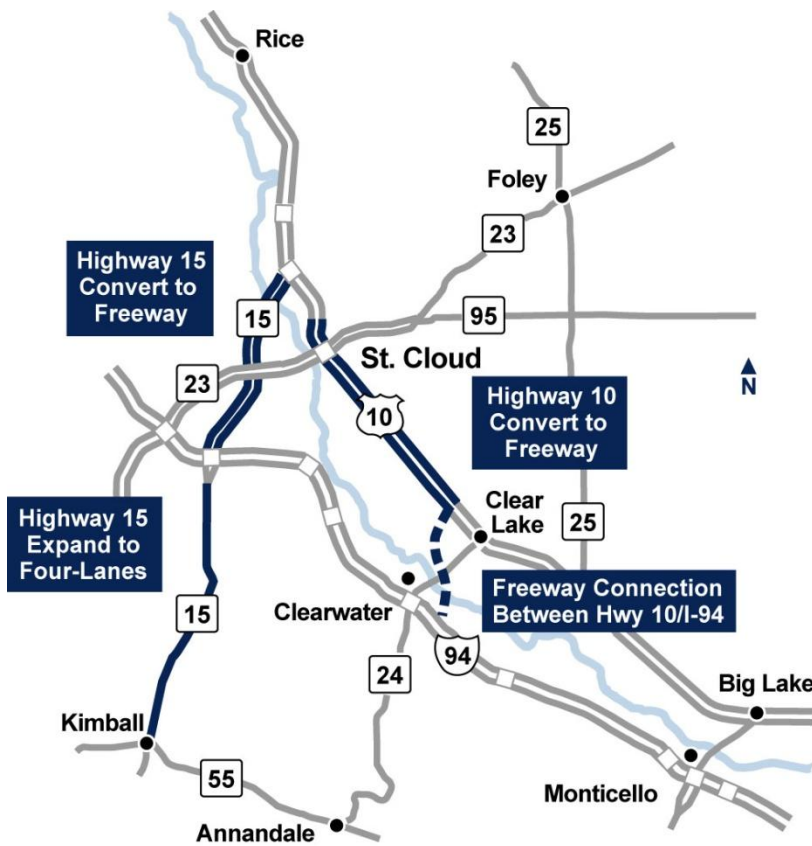 Rice
25
Foley
23
Highway 15
Convert to
Freeway
15
95
St. Cloud
23
N
10
Highway 10
Convert to
Freeway
Highway 15
Expand to
Four-Lanes
Clear
Lake
25
Freeway Connection
Between Hwy 10/I-94
Clearwater
15
94
24
Big Lake
Kimball
55
Monticello
Annandale